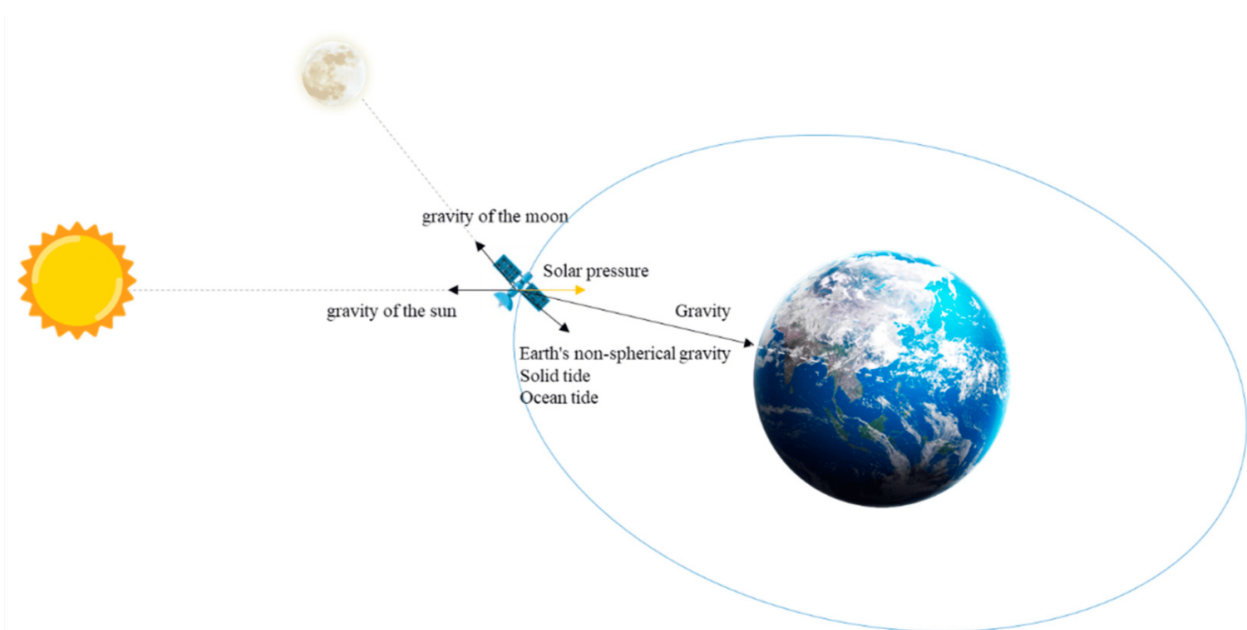 gravity of the moon
Solar pressure
gravity of the sun
Gravity
Earth's non-spherical gravity
Solid tide
Ocean tide